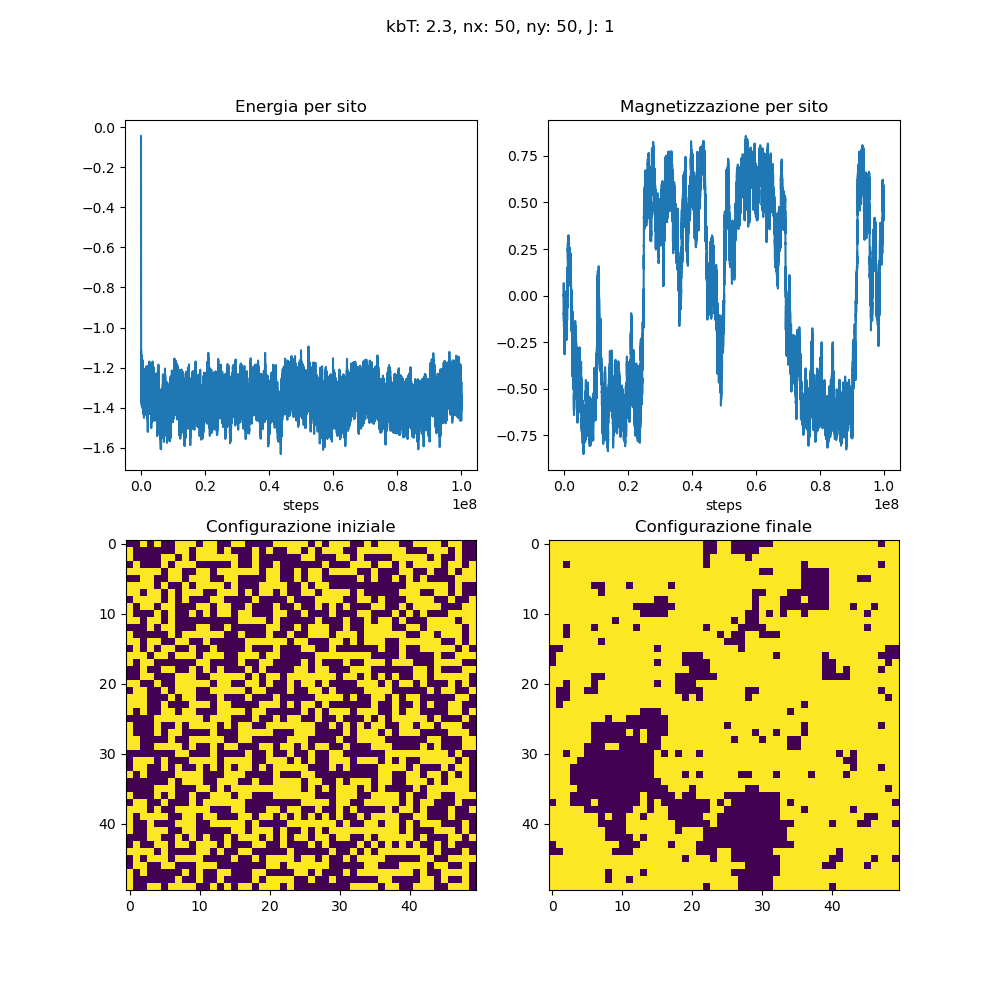 kbT: 2.3, nx: 50, ny: 50, J: 1
Energia per sito
0.0
−0.2
−0.4
−0.6
−0.8
−1.0
−1.2
−1.4
−1.6
0.0 0.2 0.4 0.6 0.8 1.0
steps 1e8
Magnetizzazione per sito
0.75
0.50
0.25
0.00
−0.25
−0.50
−0.75
0.0 0.2 0.4 0.6 0.8 1.0
steps 1e8
Configurazione iniziale
0
10
20
30
40
0 10 20 30 40
Configurazione finale
0
10
20
30
40
0 10 20 30 40